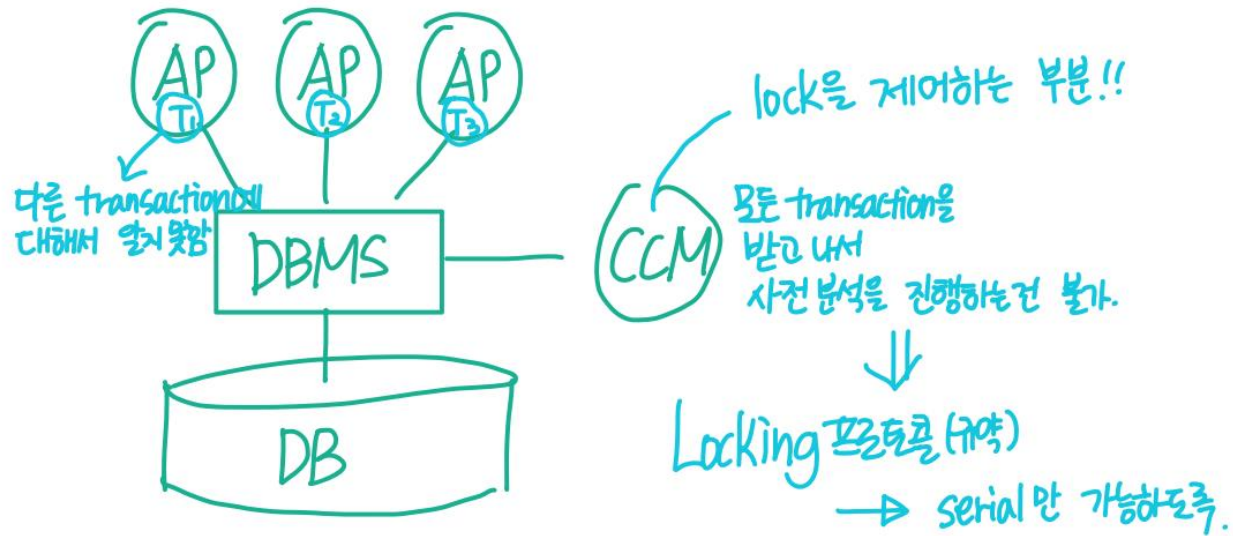 AP
AP
AP
T1
T2
T3
다른 transaction에
대해서 알지 못함
DBMS
DB
CCM
lock을 제어하는 부분!!
모든 transaction을
받고 나서
사전 분석을 진행하는건 불가.
Locking 프로토콜 (규약)
serial만 가능하도록.